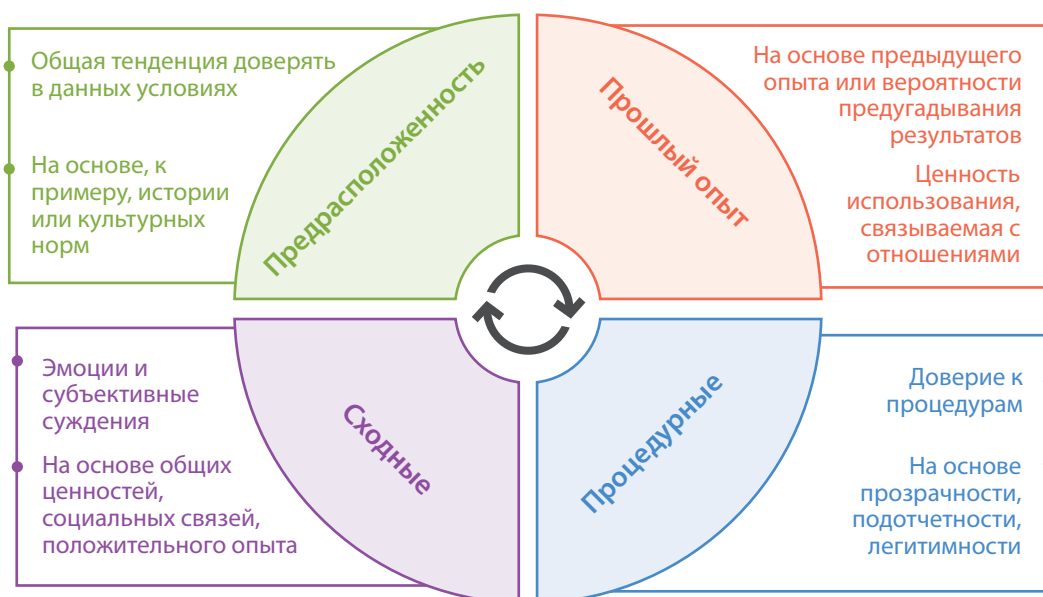 Общая тенденция доверять
в данных условиях
На основе, к
примеру, истории
или культурных
норм
Предрасположенность
Прошлый опыт
На основе предыдущего
опыта или вероятности
предугадывания
результатов
Ценность
использования,
связываемая с
отношениями
Эмоции и
субъективные
суждения
На основе общих
ценностей,
социальных связей,
положительного опыта
Сходные
Процедурные
Доверие к
процедурам
На основе
прозрачности,
подотчетности,
легитимности